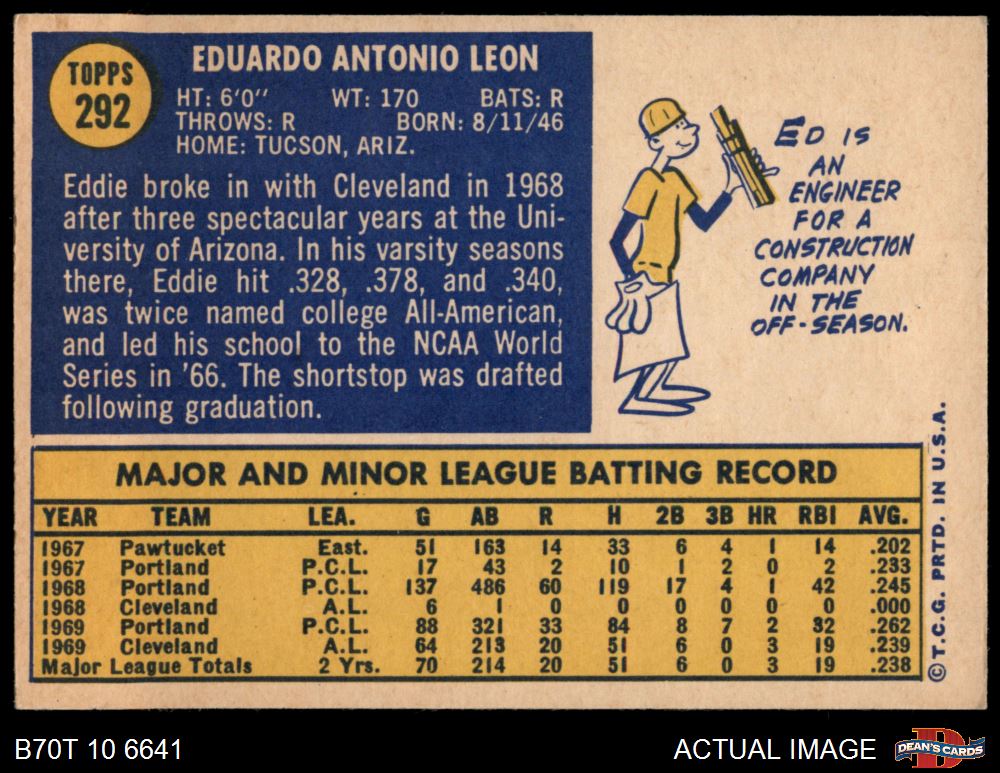 TOPPS
292
EDUARDO ANTONIO LEON
HT: 6'0" WT: 170 BATS: R
THROWS: R BORN: 8/11/46
HOME: TUCSON, ARIZ.
Eddie broke in with Cleveland in 1968
after three spectacular years at the Uni-
versity of Arizona. In his varsity seasons
there, Eddie hit .328, .378, and .340,
was twice named college All-American,
and led his school to the NCAA World
Series in '66. The shortstop was drafted
following graduation.
ED IS
AN
ENGINEER
FOR A
CONSTRUCTION
COMPANY
IN THE
OFF-SEASON.
MAJOR AND MINOR LEAGUE BATTING RECORD
YEAR TEAM LEA. G AB R H 2B 3B HR RBI AVG.
1967 Pawtucket East. 51 163 14 33 6 4 1 14 .202
1967 Portland P.C.L. 17 43 2 10 1 2 0 2 .233
1968 Portland P.C.L. 137 486 60 119 17 4 1 42 .245
1968 Cleveland A.L. 6 1 0 0 0 0 0 0 .000
1969 Portland P.C.L. 88 321 33 84 8 7 2 32 .262
1969 Cleveland A.L. 64 213 20 51 6 0 3 19 .239
Major League Totals 2 Yrs. 70 214 20 51 6 0 3 19 .238
© T.C.G. PRTD. IN U.S.A.
B70T 10 6641
ACTUAL IMAGE
DEAN'S CARDS